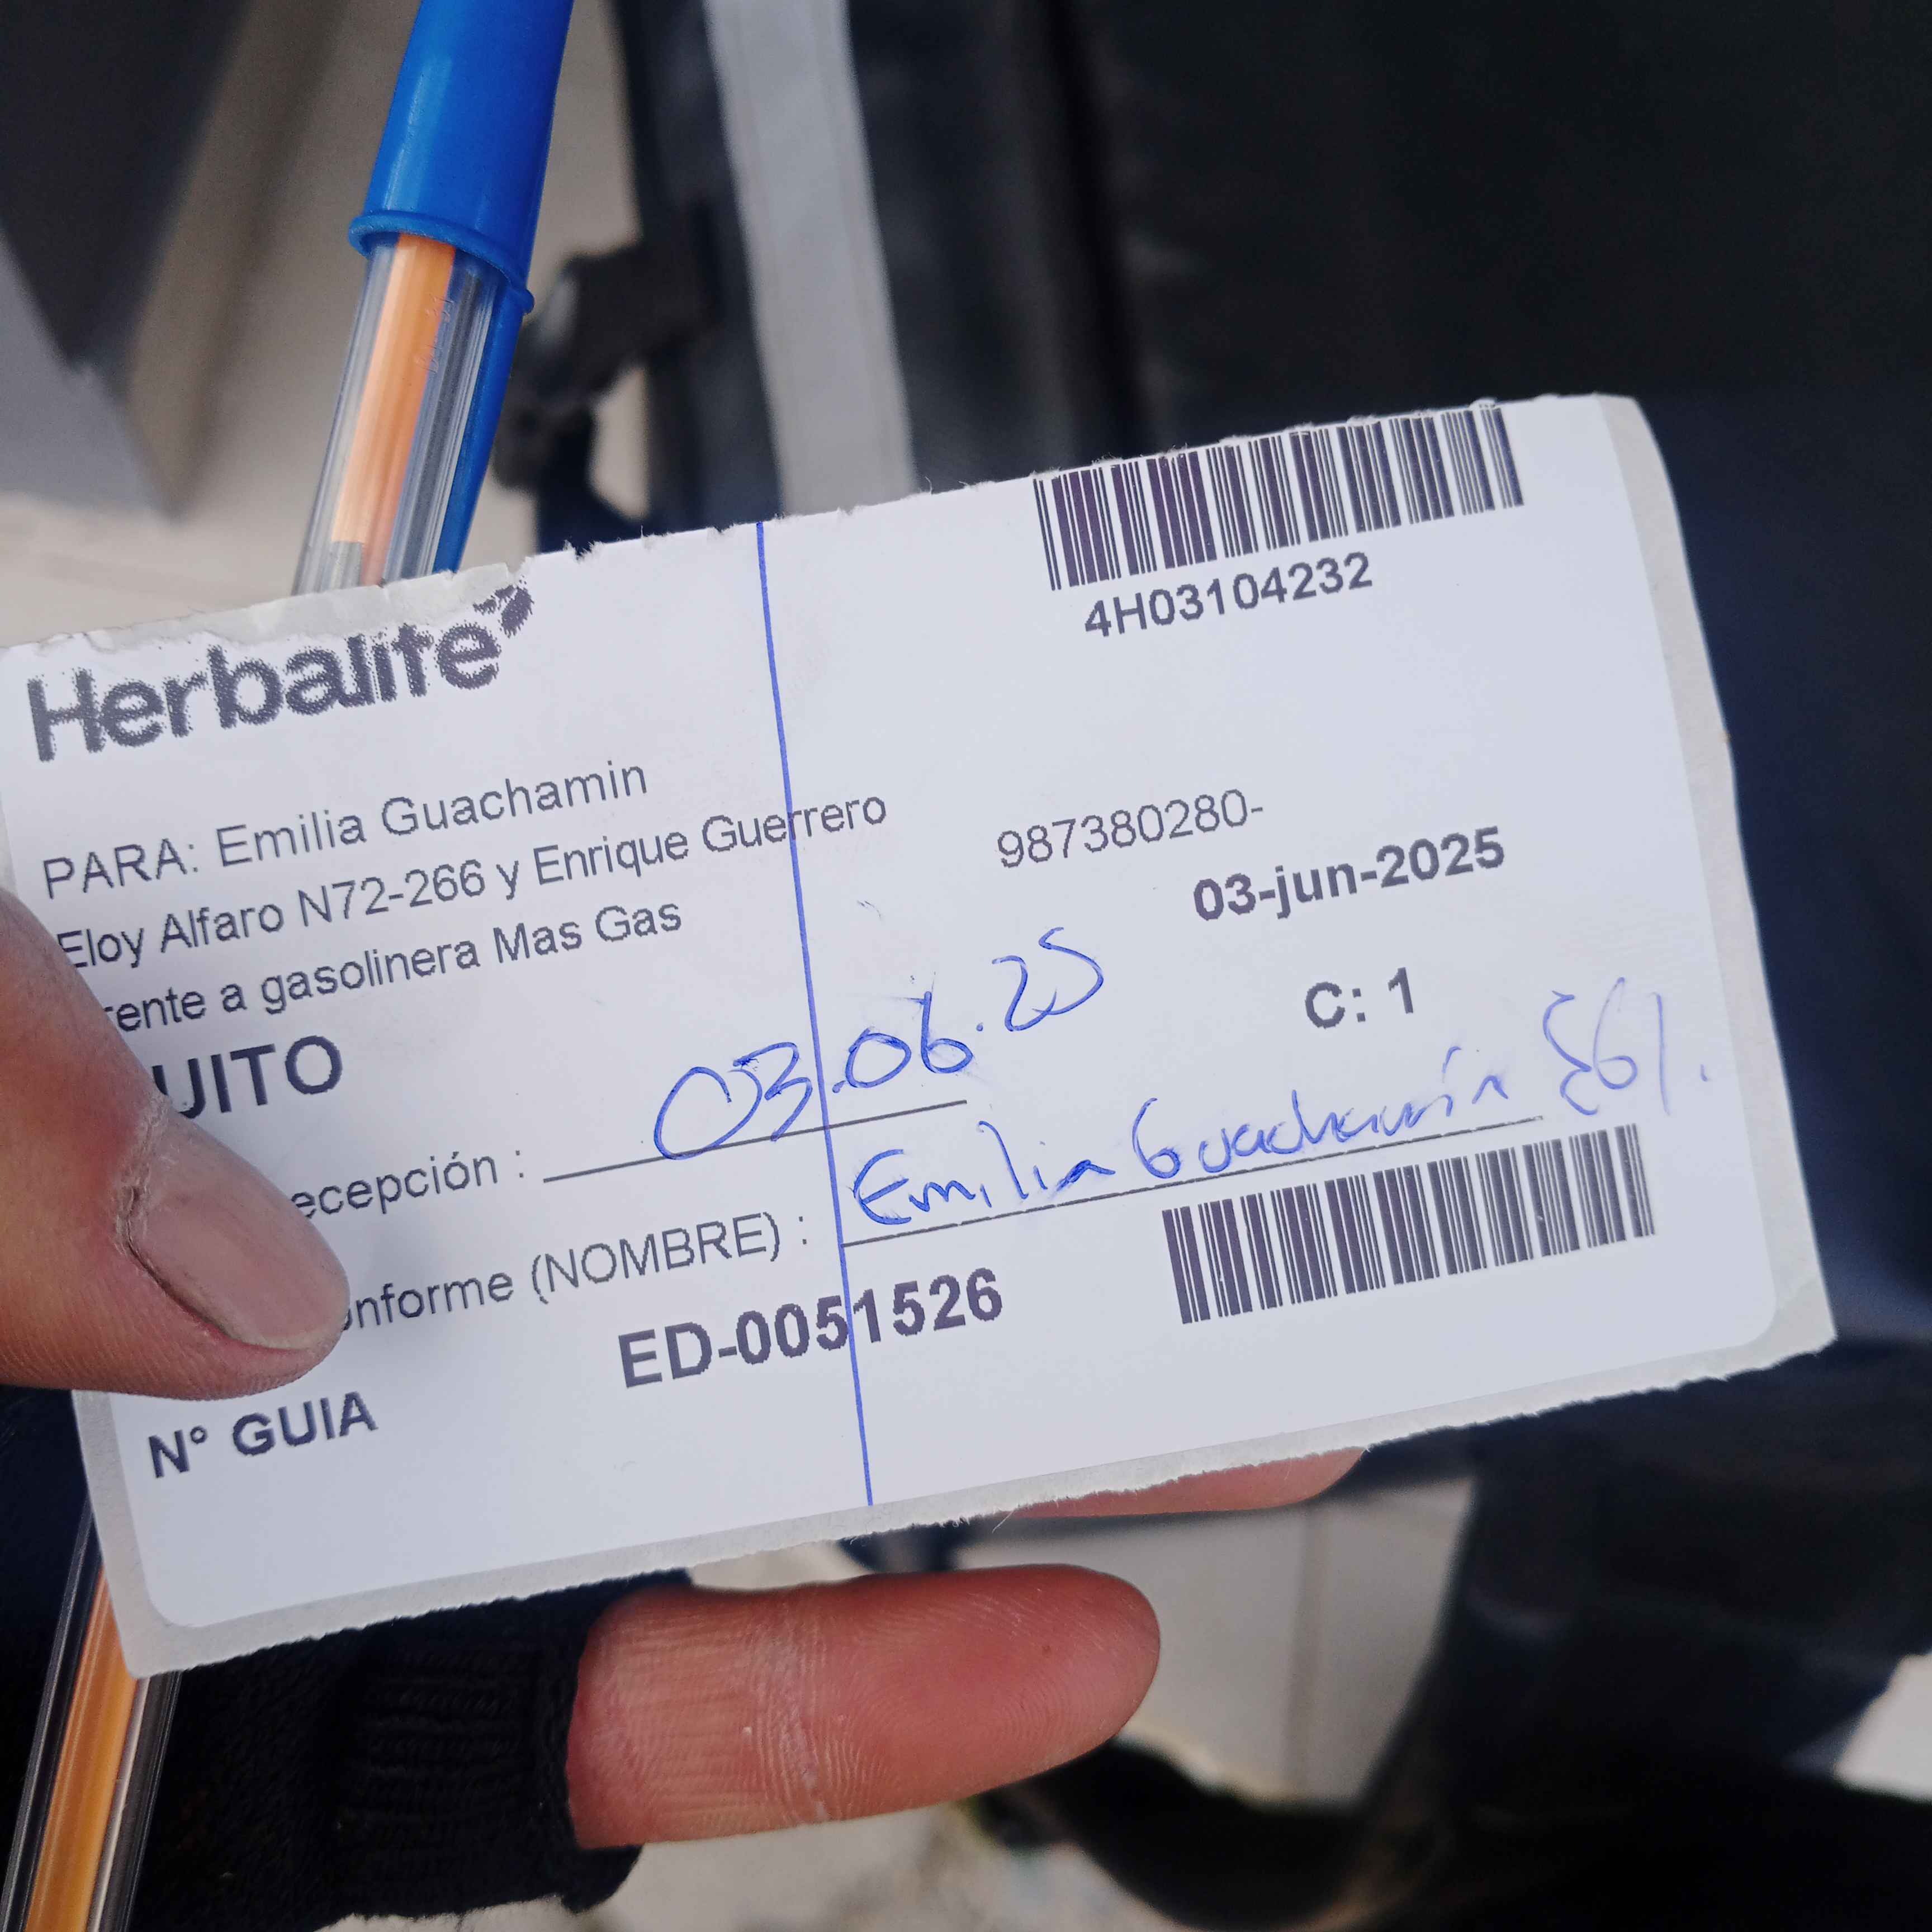 4H03104232
Herbalife
PARA: Emilia Guachamin
987380280-
Eloy Alfaro N72-266 y Enrique Guerrero
03-jun-2025
rente a gasolinera Mas Gas
C: 1
UITO
ecepción : 03.06.25
onforme (NOMBRE) : Emilia Guachamín
ED-0051526
N° GUIA